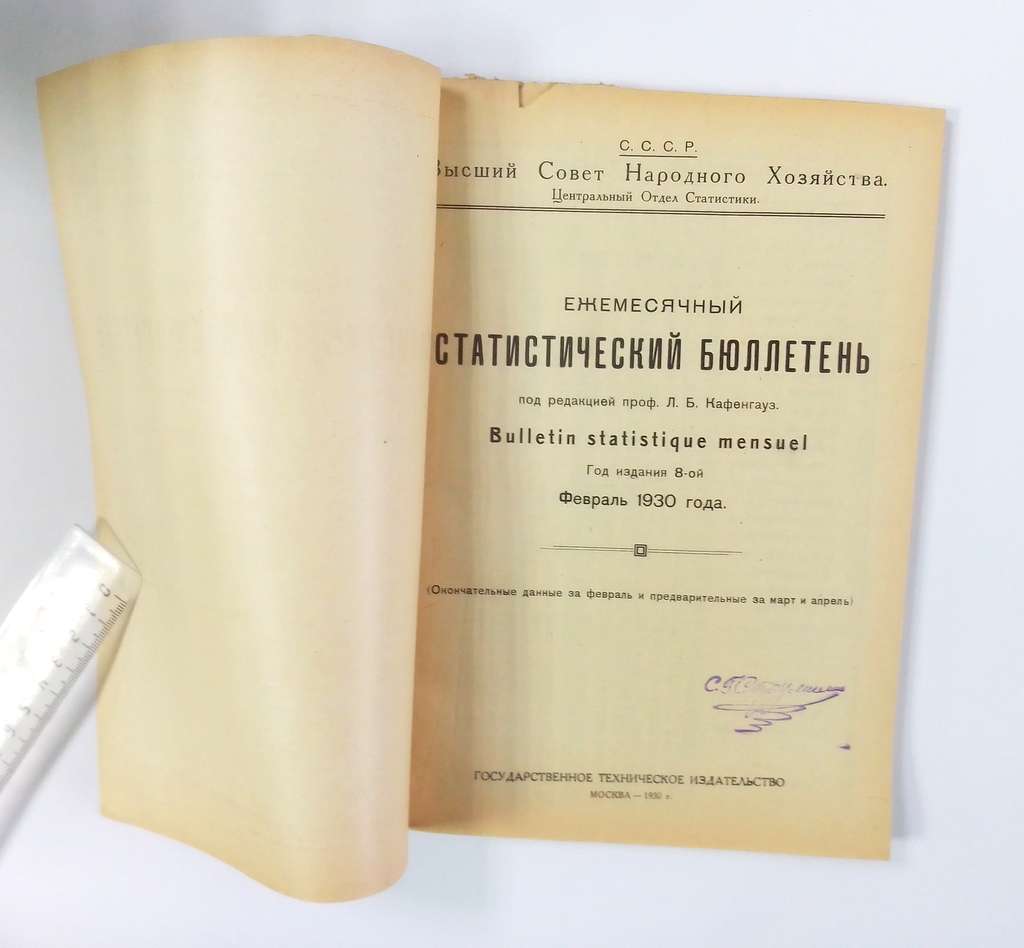 С. С. С. Р.
Высший Совет Народного Хозяйства.
Центральный Отдел Статистики.
ЕЖЕМЕСЯЧНЫЙ
СТАТИСТИЧЕСКИЙ БЮЛЛЕТЕНЬ
под редакцией проф. Л. Б. Кафенгауз.
Bulletin statistique mensuel
Год издания 8-ой
Февраль 1930 года.
(Окончательные данные за февраль и предварительные за март и апрель)
ГОСУДАРСТВЕННОЕ ТЕХНИЧЕСКОЕ ИЗДАТЕЛЬСТВО
МОСКВА — 1930 г.